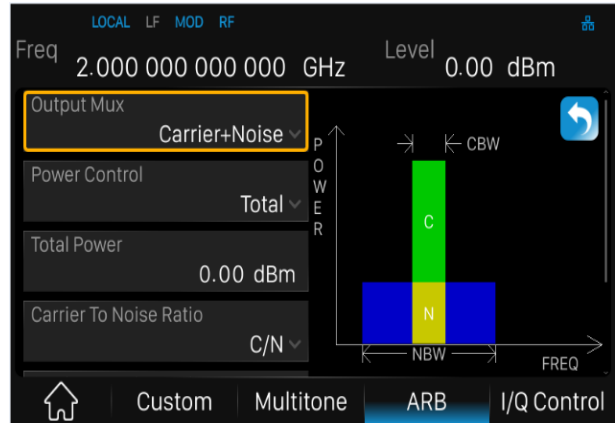 LOCAL LF MOD RF
Freq 2.000 000 000 000 GHz Level 0.00 dBm
Output Mux
Carrier+Noise
Power Control
Total
Total Power
0.00 dBm
Carrier To Noise Ratio
C/N
POWER
CBW
C
N
NBW
FREQ
Custom Multitone ARB I/Q Control